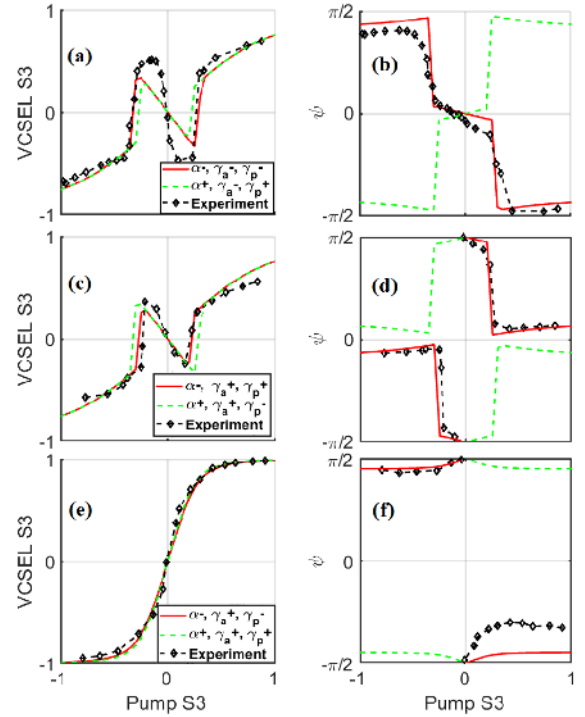 1
(a)
VCSEL S3
0
α-, γa-, γp-
α+, γa-, γp+
Experiment
-1
π/2
(b)
ψ
0
-π/2
1
(c)
VCSEL S3
0
α-, γa+, γp+
α+, γa+, γp-
Experiment
-1
π/2
(d)
ψ
0
-π/2
1
(e)
VCSEL S3
0
α-, γa+, γp-
α+, γa+, γp+
Experiment
-1
-1 0 1
Pump S3
π/2
(f)
ψ
0
-π/2
-1 0 1
Pump S3